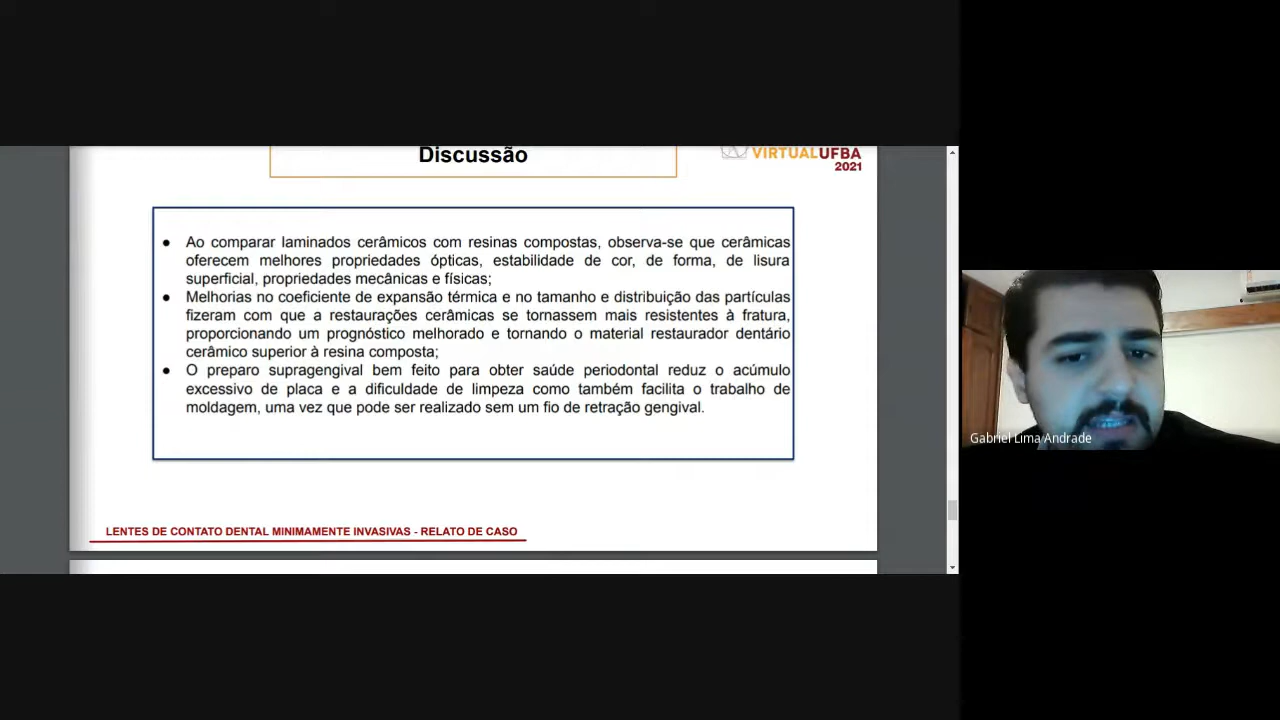 Discussão
VIRTUALUFBA
2021
● Ao comparar laminados cerâmicos com resinas compostas, observa-se que cerâmicas
oferecem melhores propriedades ópticas, estabilidade de cor, de forma, de lisura
superficial, propriedades mecânicas e físicas;
● Melhorias no coeficiente de expansão térmica e no tamanho e distribuição das partículas
fizeram com que a restaurações cerâmicas se tornassem mais resistentes à fratura,
proporcionando um prognóstico melhorado e tornando o material restaurador dentário
cerâmico superior à resina composta;
● O preparo supragengival bem feito para obter saúde periodontal reduz o acúmulo
excessivo de placa e a dificuldade de limpeza como também facilita o trabalho de
moldagem, uma vez que pode ser realizado sem um fio de retração gengival.
LENTES DE CONTATO DENTAL MINIMAMENTE INVASIVAS - RELATO DE CASO
Gabriel Lima Andrade